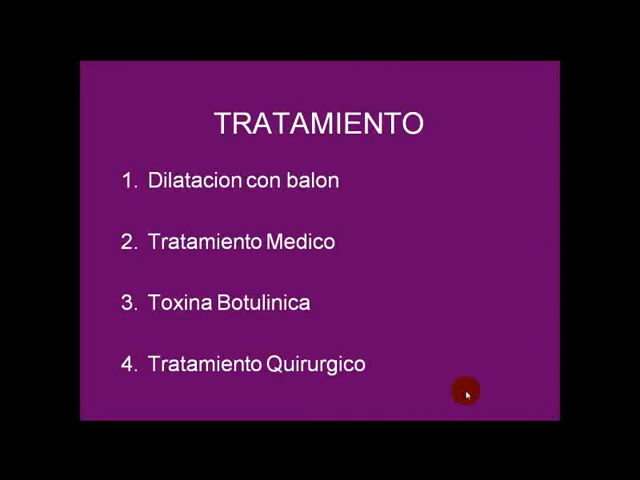 TRATAMIENTO
1. Dilatacion con balon
2. Tratamiento Medico
3. Toxina Botulinica
4. Tratamiento Quirurgico